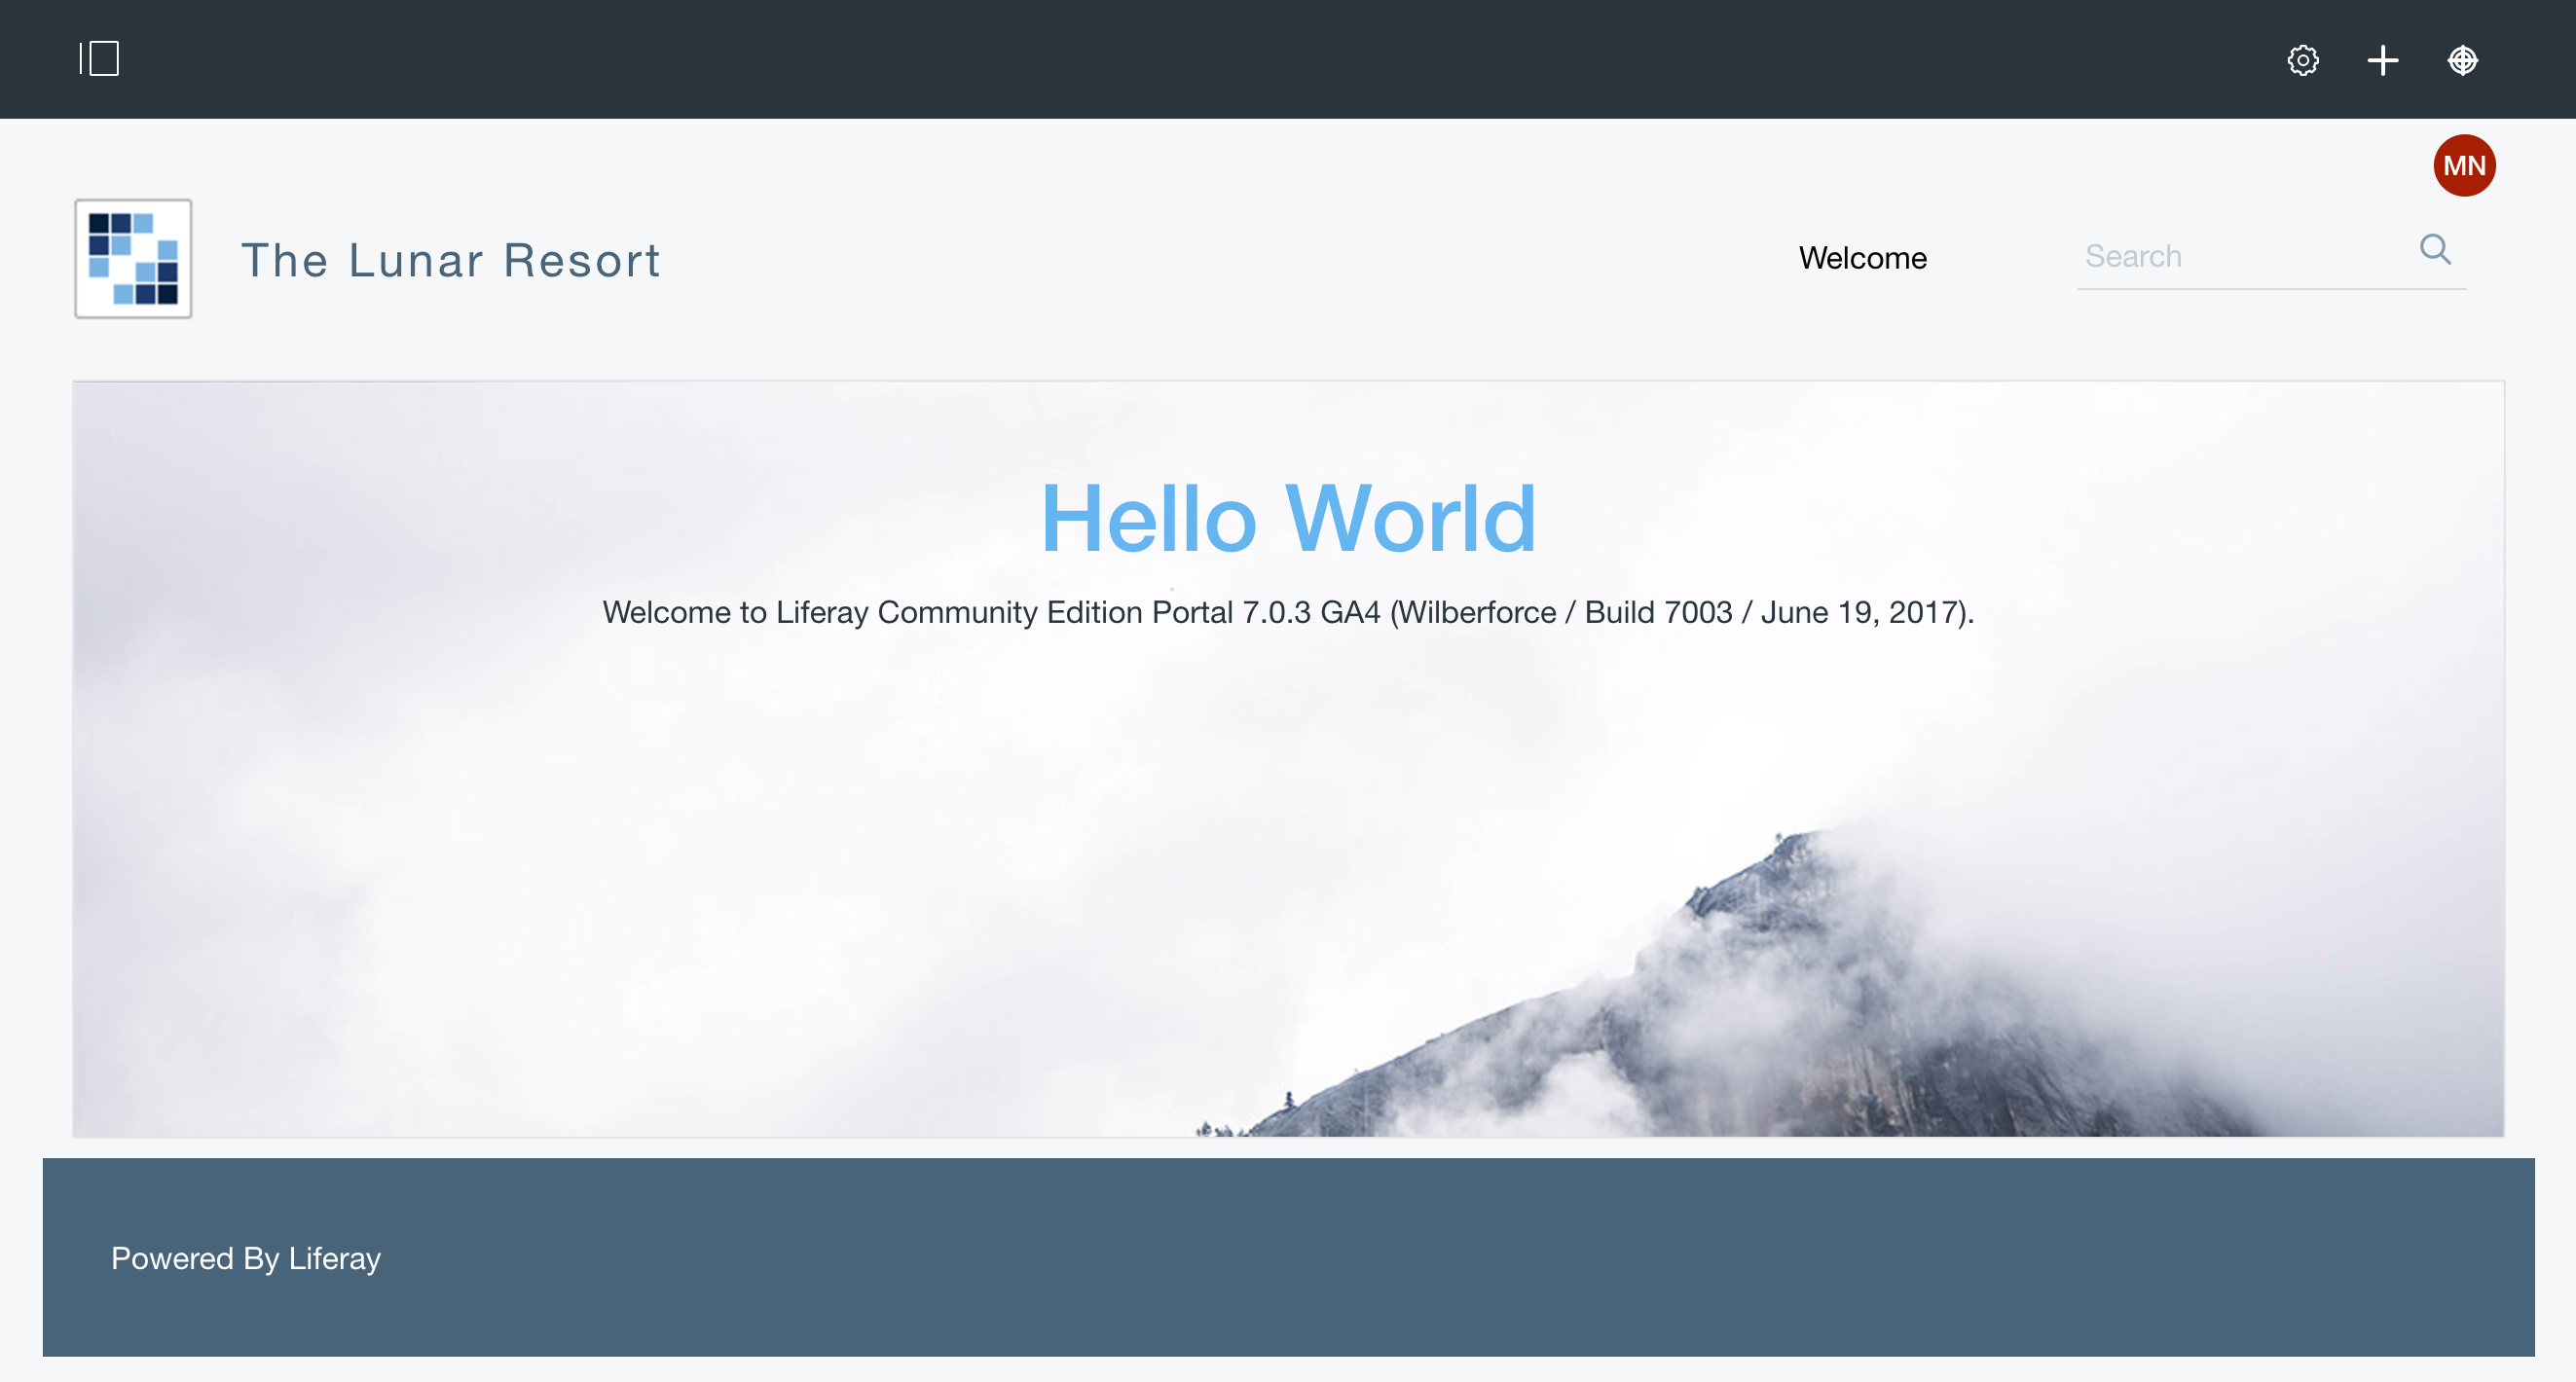 MN
The Lunar Resort
Welcome
Search
Hello World
Welcome to Liferay Community Edition Portal 7.0.3 GA4 (Wilberforce / Build 7003 / June 19, 2017).
Powered By Liferay